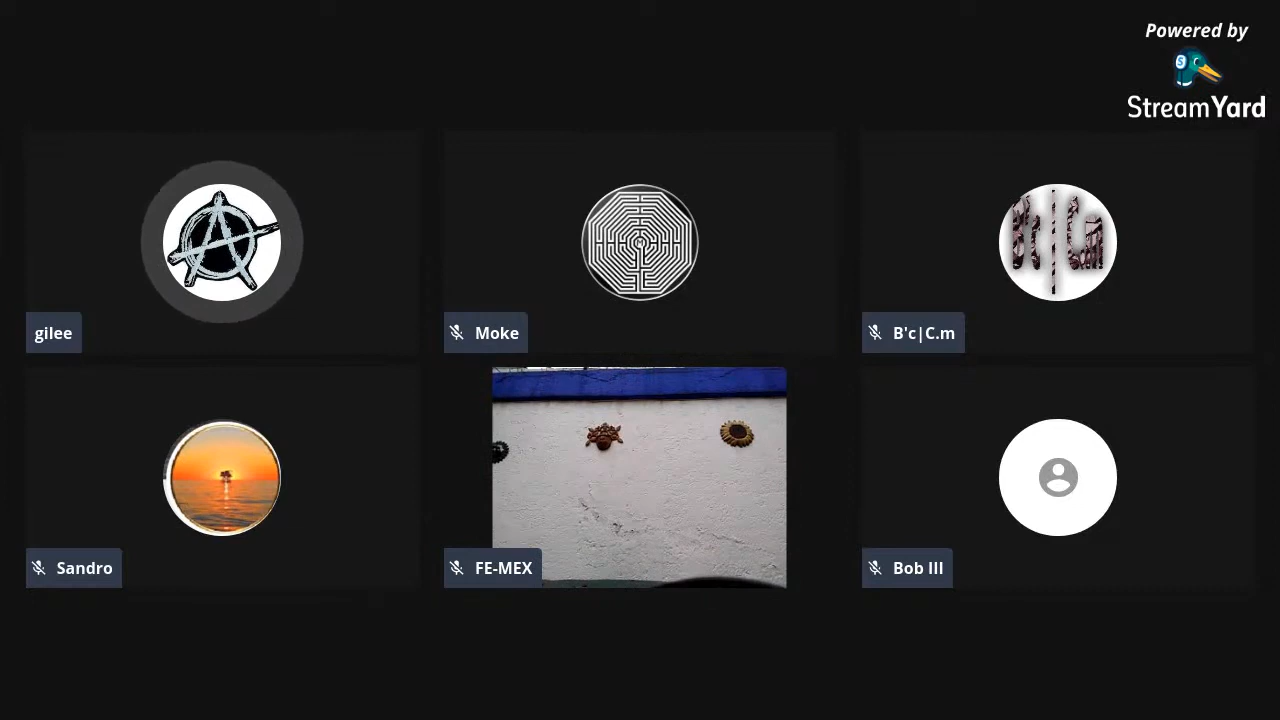 Powered by
StreamYard
gilee
Moke
B'c|C.m
B'c|C.m
Sandro
FE-MEX
Bob III